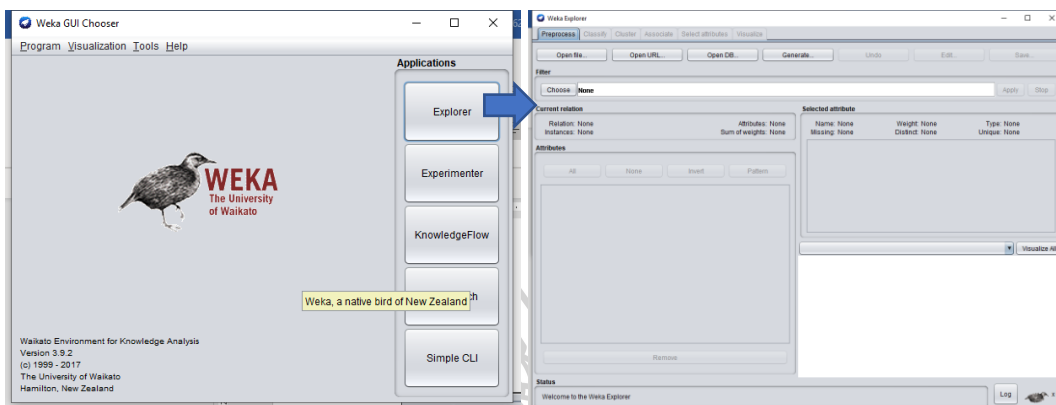 Weka GUI Chooser
Program Visualization Tools Help
Applications
Explorer
Experimenter
KnowledgeFlow
Weka, a native bird of New Zealand
Simple CLI
WEKA
The University
of Waikato
Waikato Environment for Knowledge Analysis
Version 3.9.2
(c) 1999 - 2017
The University of Waikato
Hamilton, New Zealand
Weka Explorer
Preprocess Classify Cluster Associate Select attributes Visualize
Open file... Open URL... Open DB... Generate... Undo Edit... Save...
Filter
Choose None Apply Stop
Current relation
Relation: None Attributes: None
Instances: None Sum of weights: None
Selected attribute
Name: None Weight: None Type: None
Missing: None Distinct: None Unique: None
Attributes
All None Invert Pattern
Visualize All
Remove
Status
Welcome to the Weka Explorer
Log